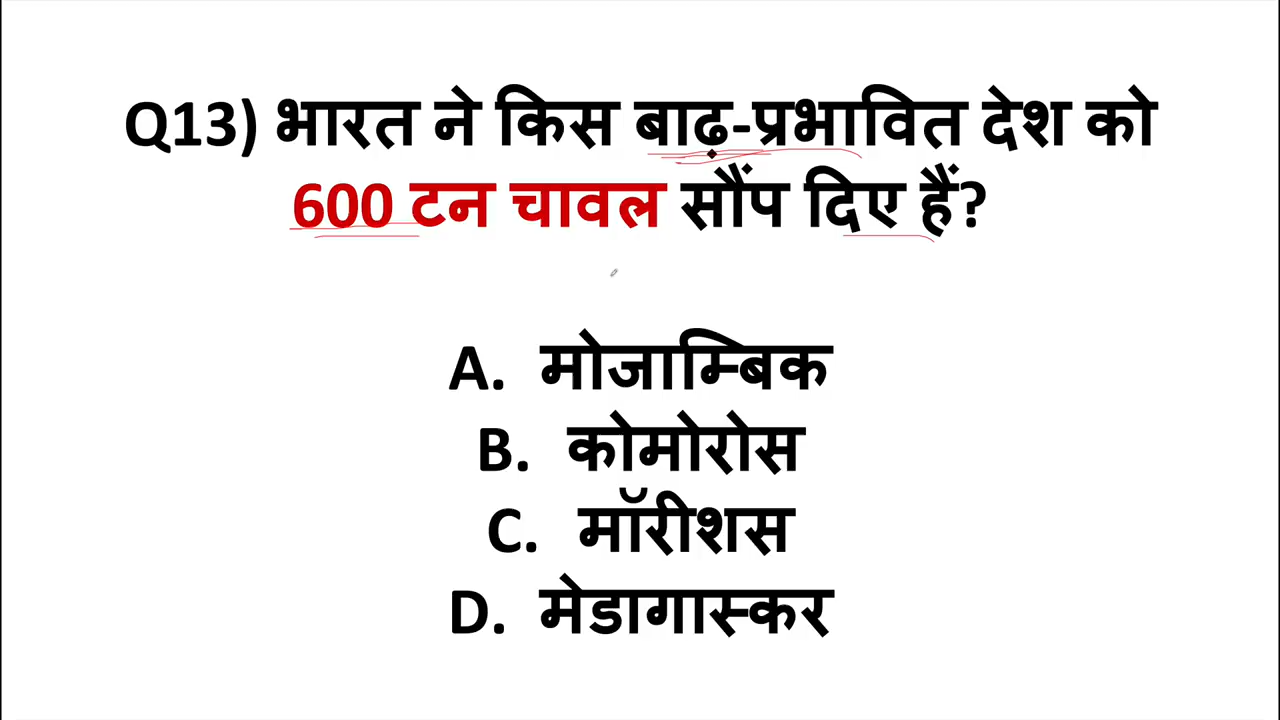 Q13) भारत ने किस बाढ़-प्रभावित देश को
600 टन चावल सौंप दिए हैं?
A. मोजाम्बिक
B. कोमोरोस
C. मॉरीशस
D. मेडागास्कर